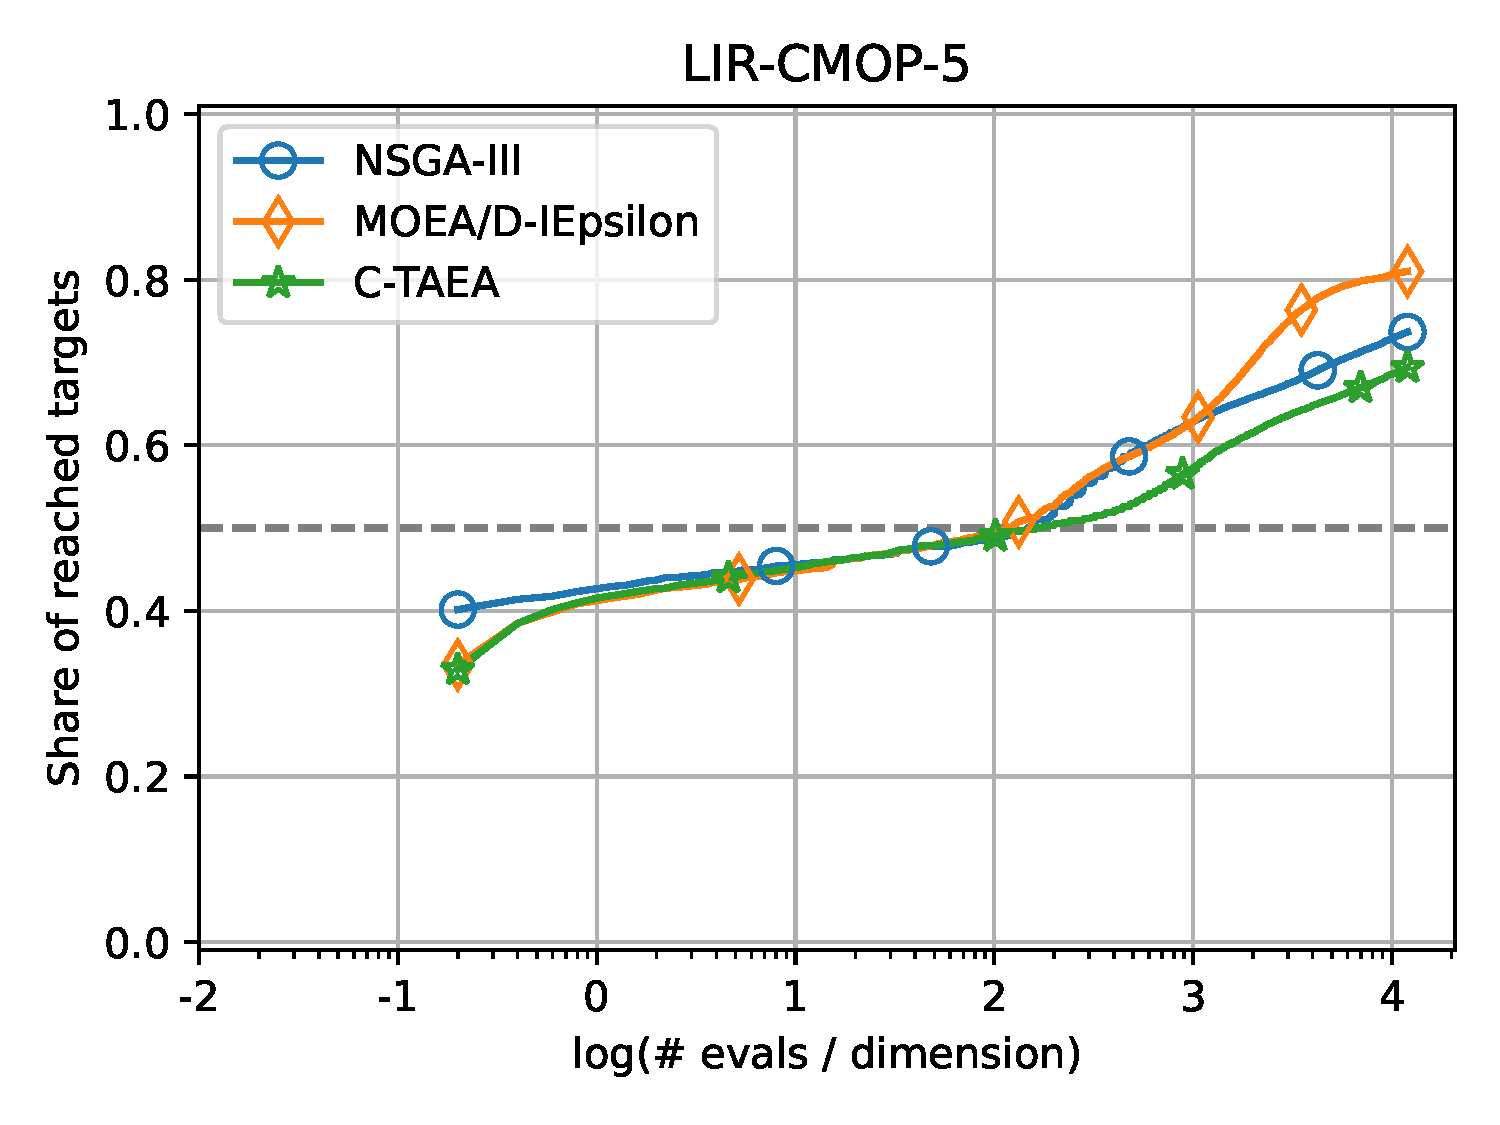 LIR-CMOP-5
1.0
0.8
0.6
0.4
0.2
0.0
Share of reached targets
NSGA-III
MOEA/D-IEpsilon
C-TAEA
-2 -1 0 1 2 3 4
log(# evals / dimension)